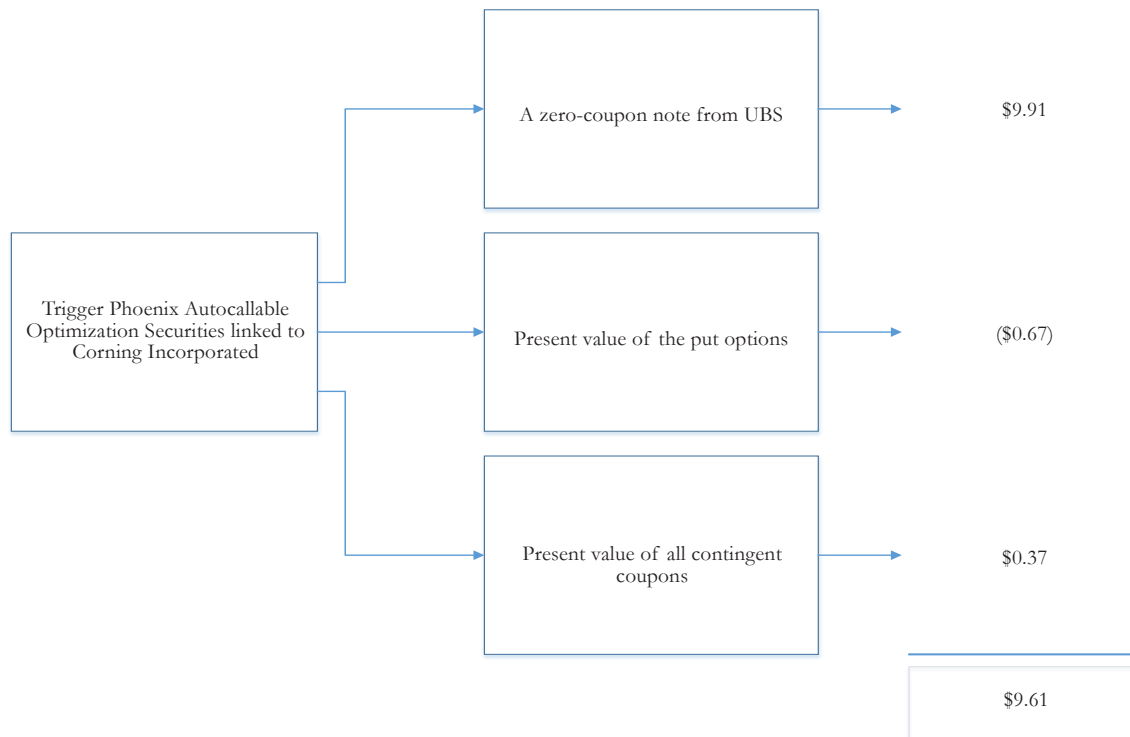 A zero-coupon note from UBS
$9.91
Trigger Phoenix Autocallable
Optimization Securities linked to
Corning Incorporated
Present value of the put options
($0.67)
Present value of all contingent
coupons
$0.37
$9.61